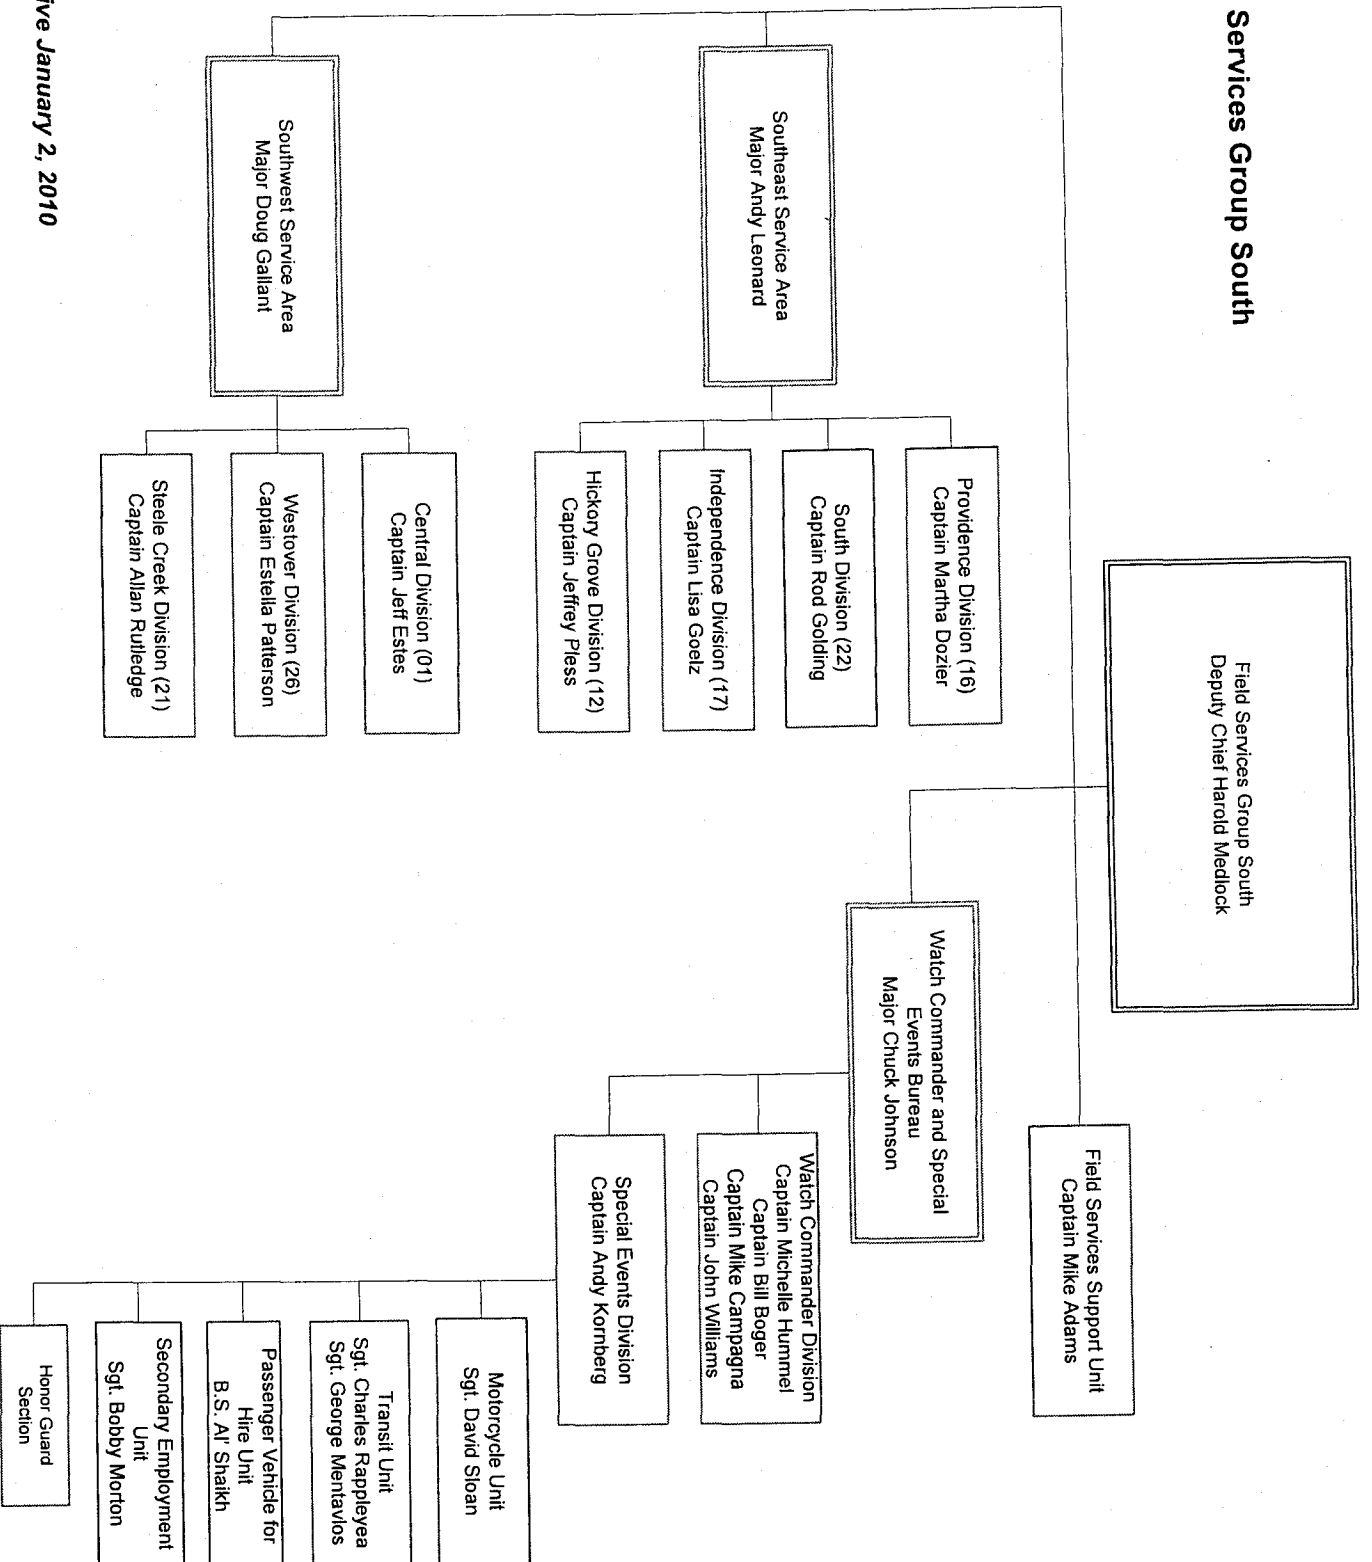 Services Group South
Field Services Group South
Deputy Chief Harold Medlock
Field Services Support Unit
Captain Mike Adams
Watch Commander and Special
Events Bureau
Major Chuck Johnson
Southeast Service Area
Major Andy Leonard
Southwest Service Area
Major Doug Gallant
Providence Division (16)
Captain Martha Dozier
South Division (22)
Captain Rod Golding
Independence Division (17)
Captain Lisa Goelz
Hickory Grove Division (12)
Captain Jeffrey Pless
Central Division (01)
Captain Jeff Estes
Westover Division (26)
Captain Estella Patterson
Steele Creek Division (21)
Captain Allan Rutledge
Watch Commander Division
Captain Michelle Hummel
Captain Bill Boger
Captain Mike Campagna
Captain John Williams
Special Events Division
Captain Andy Kornberg
Motorcycle Unit
Sgt. David Sloan
Transit Unit
Sgt. Charles Rappleyea
Sgt. George Mentavlos
Passenger Vehicle for
Hire Unit
B.S. Al' Shaikh
Secondary Employment
Unit
Sgt. Bobby Morton
Honor Guard
Section
ive January 2, 2010